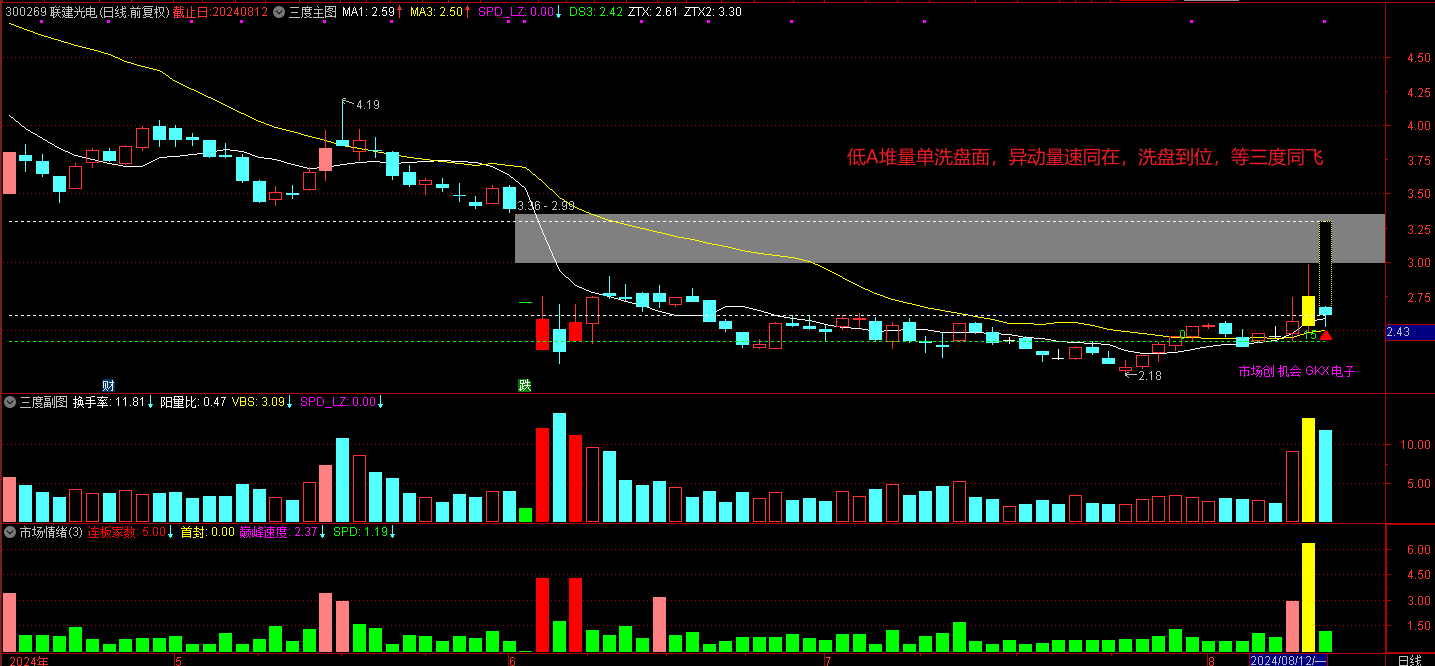 300269 联建光电(日线.前复权) 截止日:20240812 三度主图 MA1: 2.59↑ MA3: 2.50↑ SPD_LZ: 0.00↓ DS3: 2.42 ZTX: 2.61 ZTX2: 3.30
4.50
4.25
4.19
4.00
低A堆量单洗盘面，异动量速同在，洗盘到位，等三度同飞
3.75
3.50
3.36 - 2.99
3.25
3.00
2.75
2.43
市场创 机会 GKX电子
←2.18
财
跌
三度副图 换手率: 11.81↓ 阳量比: 0.47 VBS: 3.09↓ SPD_LZ: 0.00↓
10.00
5.00
市场情绪(3) 连板家数: 5.00↓ 首封: 0.00 巅峰速度: 2.37↓ SPD: 1.19↓
6.00
4.50
3.00
1.50
2024年 5 6 7 8 2024/08/12/一 日线